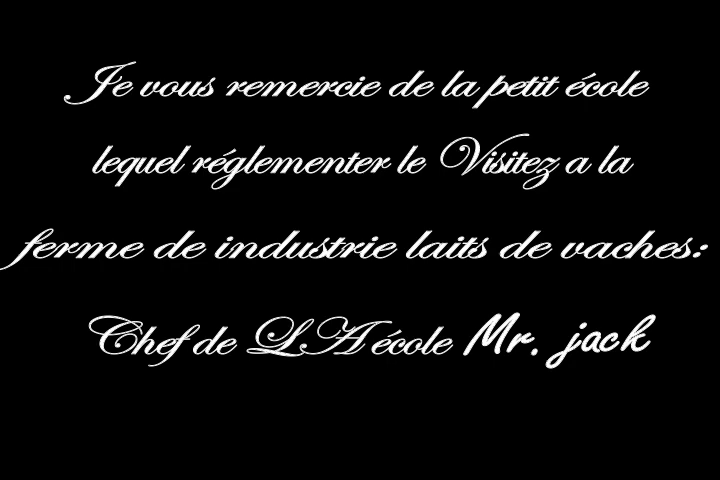 Je vous remercie de la petit école
lequel réglementer le Visitez a la
ferme de industrie laits de vaches:
Chef de LA école Mr. jack